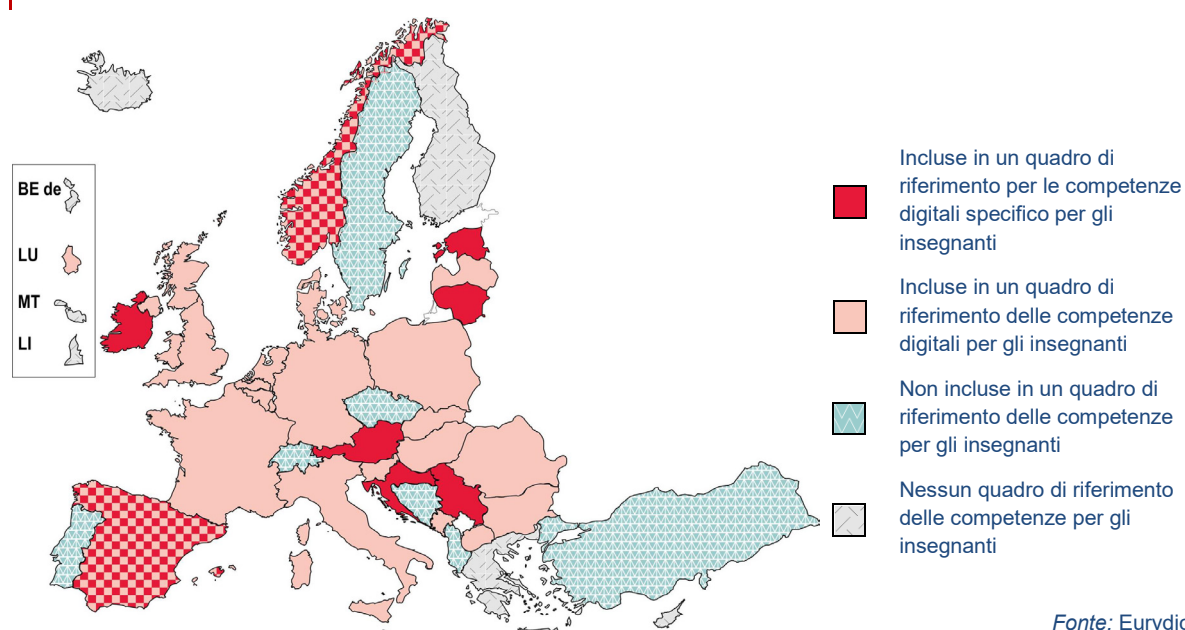 BE de
LU
MT
LI
Incluse in un quadro di
riferimento per le competenze
digitali specifico per gli
insegnanti
Incluse in un quadro di
riferimento delle competenze
digitali per gli insegnanti
Non incluse in un quadro di
riferimento delle competenze
per gli insegnanti
Nessun quadro di riferimento
delle competenze per gli
insegnanti
Fonte: Eurydic